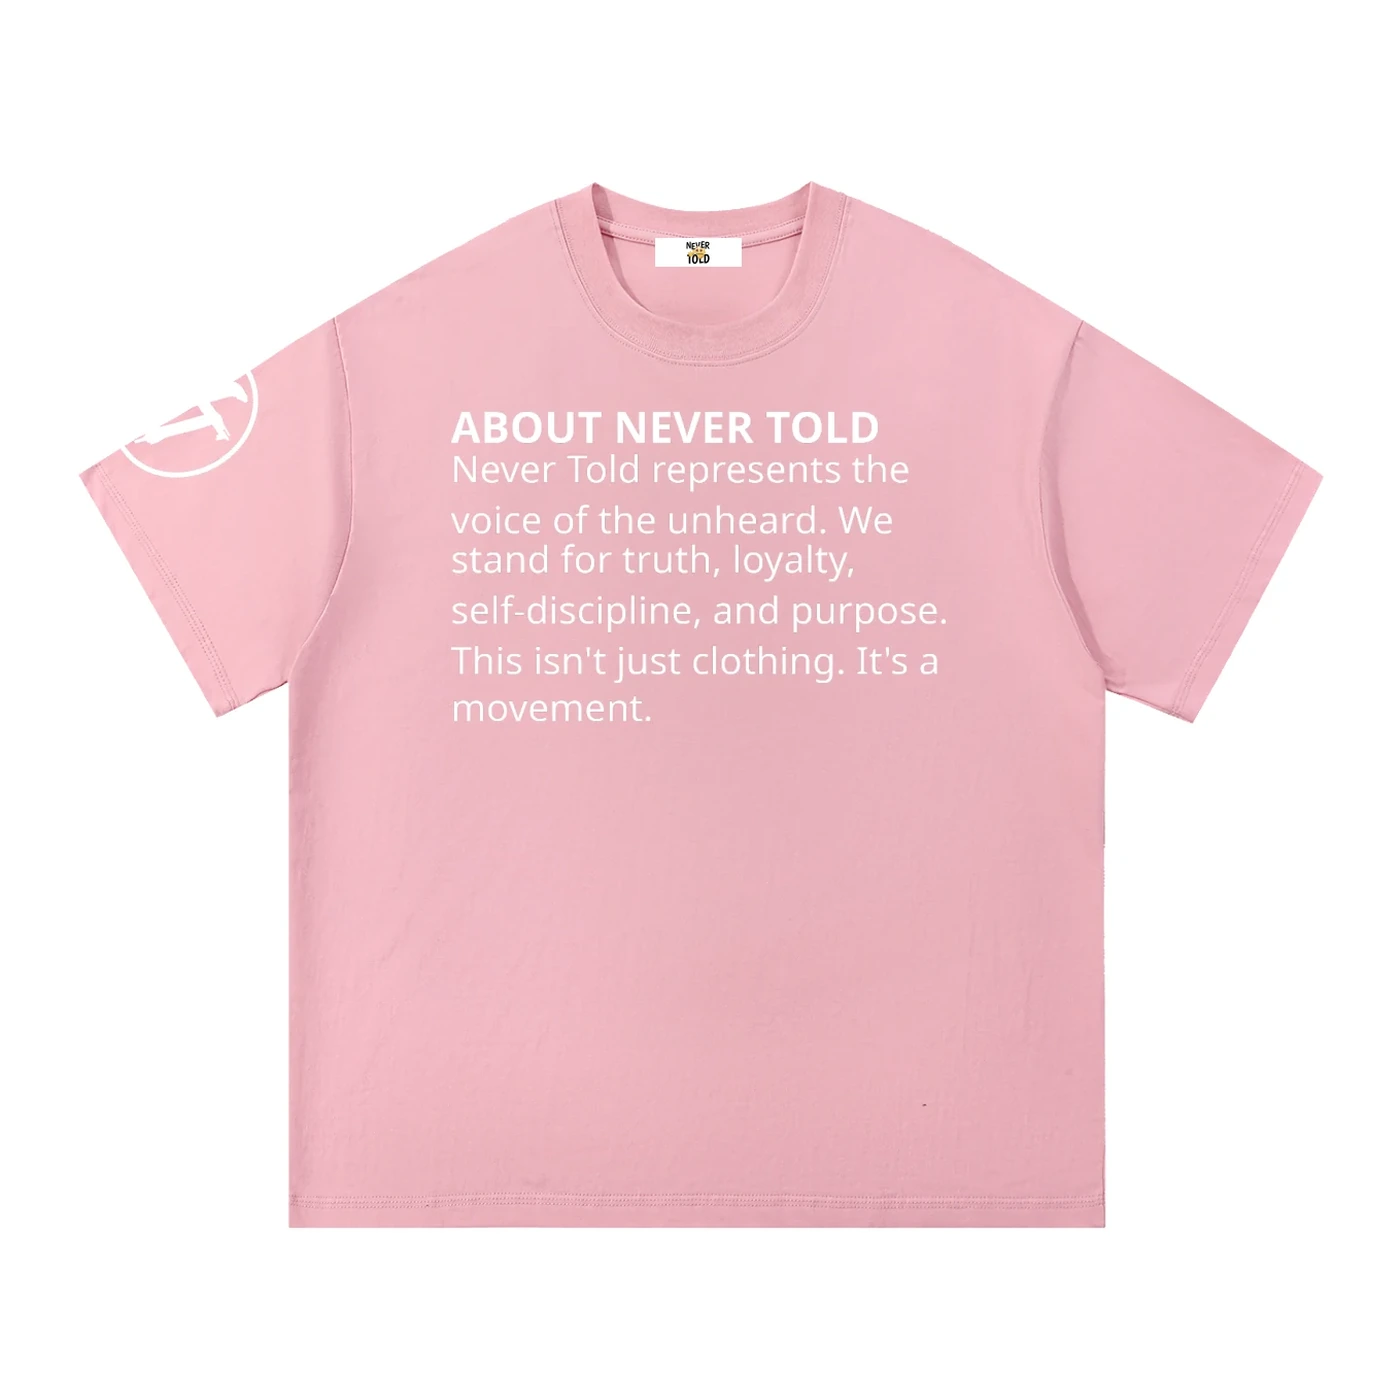 NEVER
TOLD
ABOUT NEVER TOLD
Never Told represents the
voice of the unheard. We
stand for truth, loyalty,
self-discipline, and purpose.
This isn't just clothing. It's a
movement.